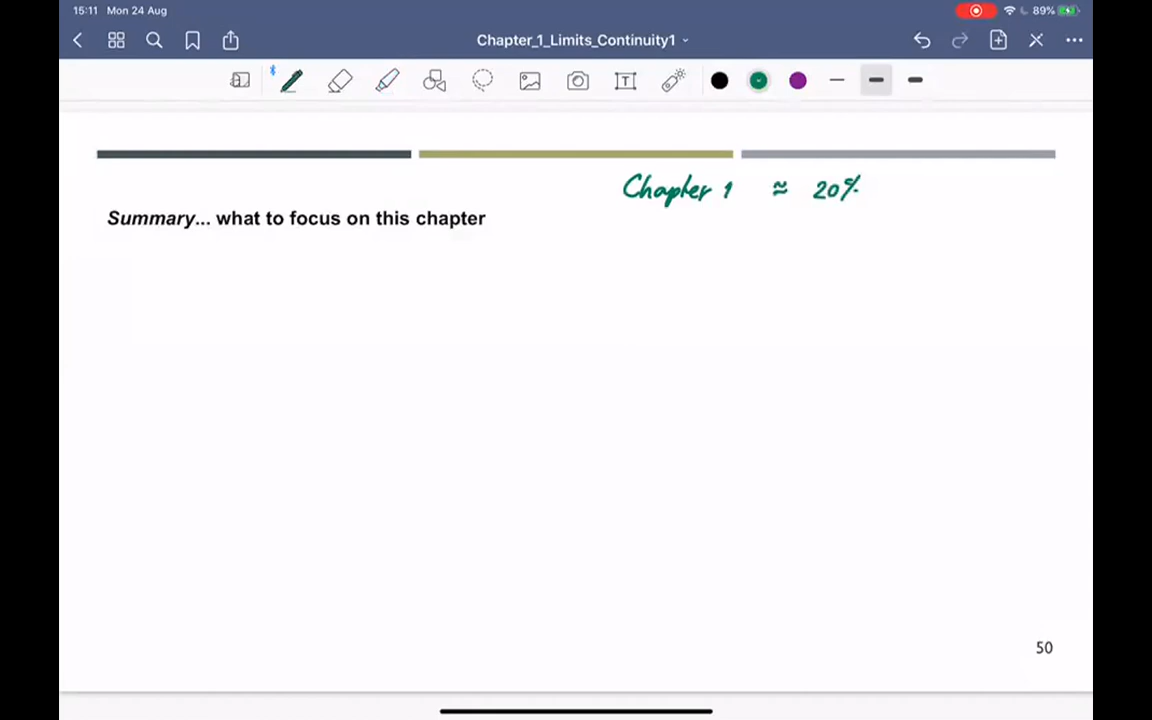 15:11 Mon 24 Aug
89%
Chapter_1_Limits_Continuity1
T
Chapter 1 ≈ 20%
Summary... what to focus on this chapter
50